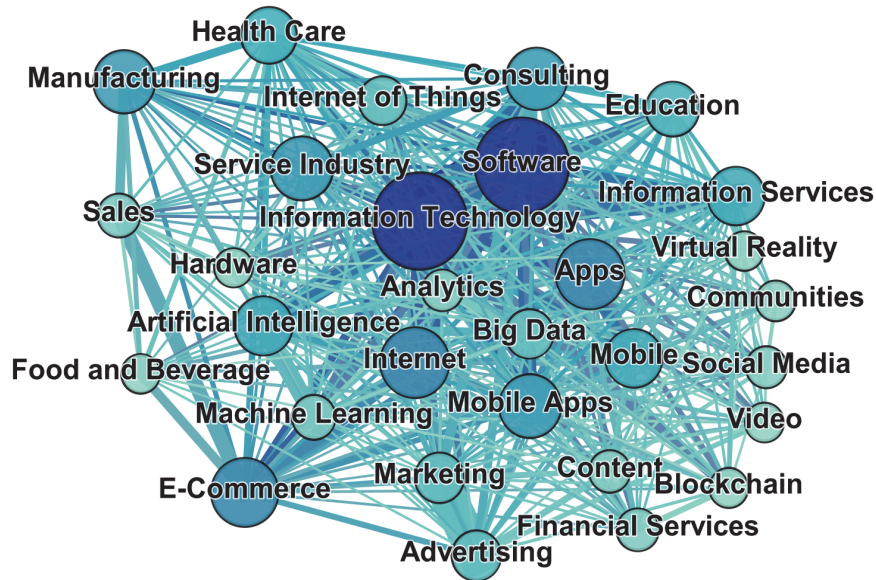 Health Care
Manufacturing
Consulting
Internet of Things
Education
Service Industry
Software
Information Services
Sales
Information Technology
Virtual Reality
Hardware
Apps
Analytics
Communities
Artificial Intelligence
Big Data
Internet
Mobile
Social Media
Food and Beverage
Machine Learning
Mobile Apps
Video
E-Commerce
Marketing
Content
Blockchain
Financial Services
Advertising